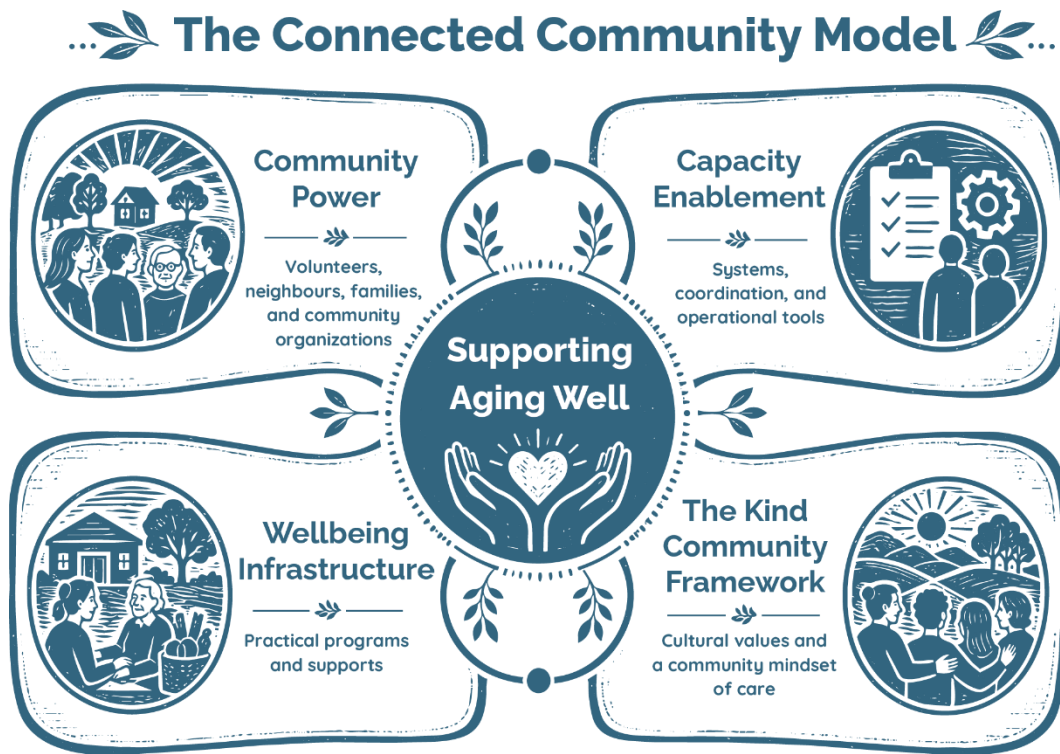 The Connected Community Model
Community
Power
Volunteers,
neighbours, families,
and community
organizations
Capacity
Enablement
Systems,
coordination, and
operational tools
Supporting
Aging Well
Wellbeing
Infrastructure
Practical programs
and supports
The Kind
Community
Framework
Cultural values and
a community mindset
of care